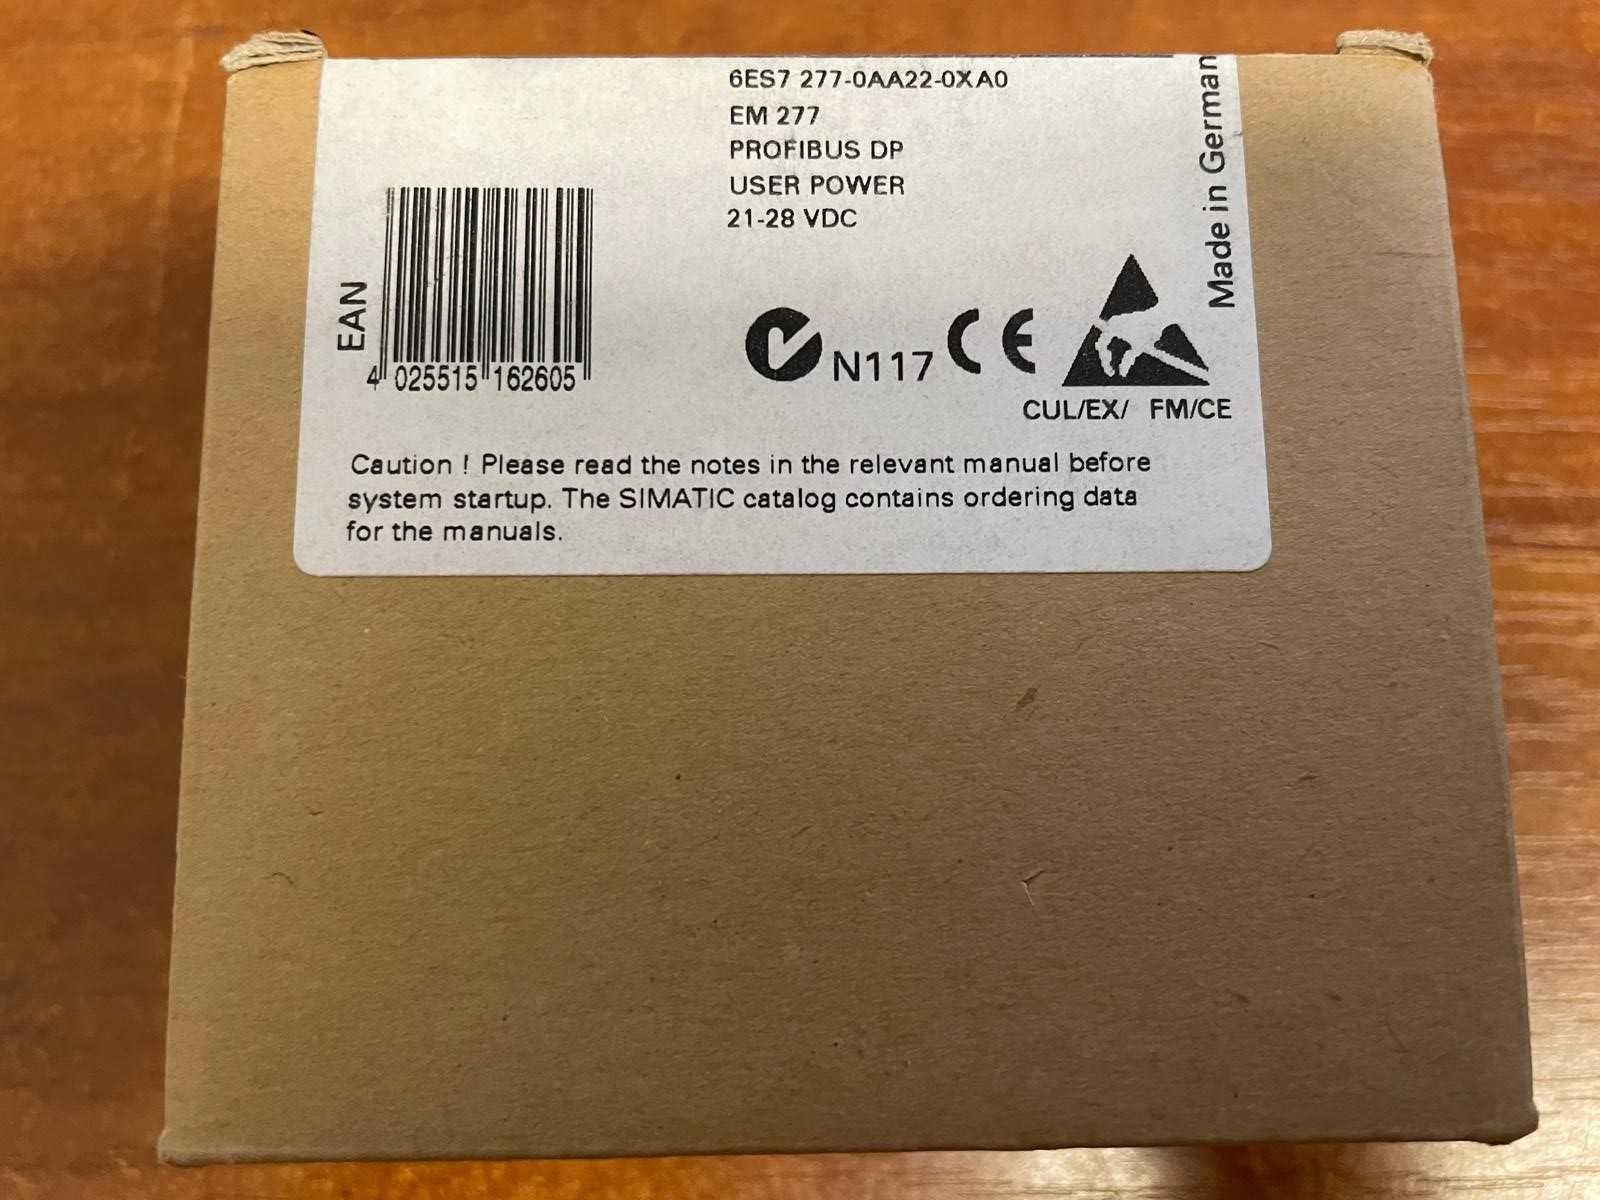 6ES7 277-0AA22-0XA0
EM 277
PROFIBUS DP
USER POWER
21-28 VDC
Made in German
EAN
4 025515 162605
N117 CE
CUL/EX/ FM/CE
Caution ! Please read the notes in the relevant manual before
system startup. The SIMATIC catalog contains ordering data
for the manuals.